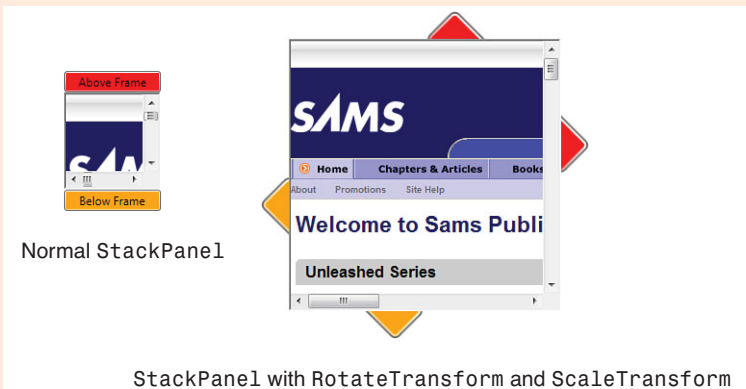 Above Frame
Below Frame
Normal StackPanel
SAMS
Home Chapters & Articles Books
About Promotions Site Help
Welcome to Sams Publi
Unleashed Series
StackPanel with RotateTransform and ScaleTransform